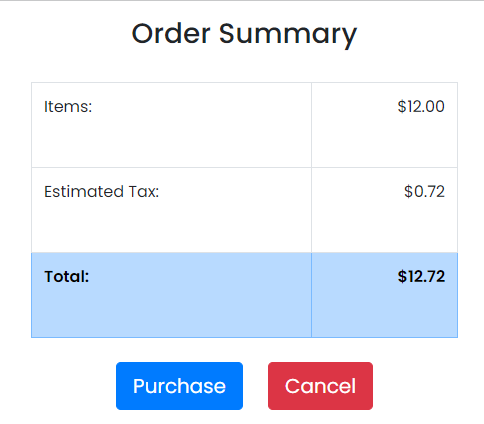 Order Summary
Items: $12.00
Estimated Tax: $0.72
Total: $12.72
Purchase Cancel